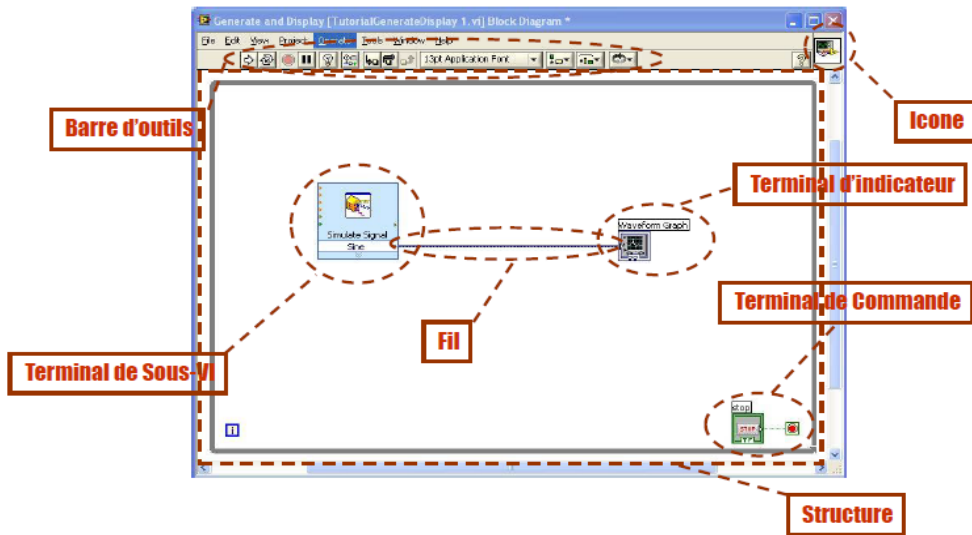 Generate and Display [TutorialGenerateDisplay 1.vi] Block Diagram *
File Edit View Project Operate Tools Window Help
13pt Application Font
Barre d'outils
Icone
Terminal d'indicateur
Waveform Graph
Simulate Signal
Sine
Terminal de Commande
Fil
Terminal de Sous-VI
stop
STOP
i
Structure